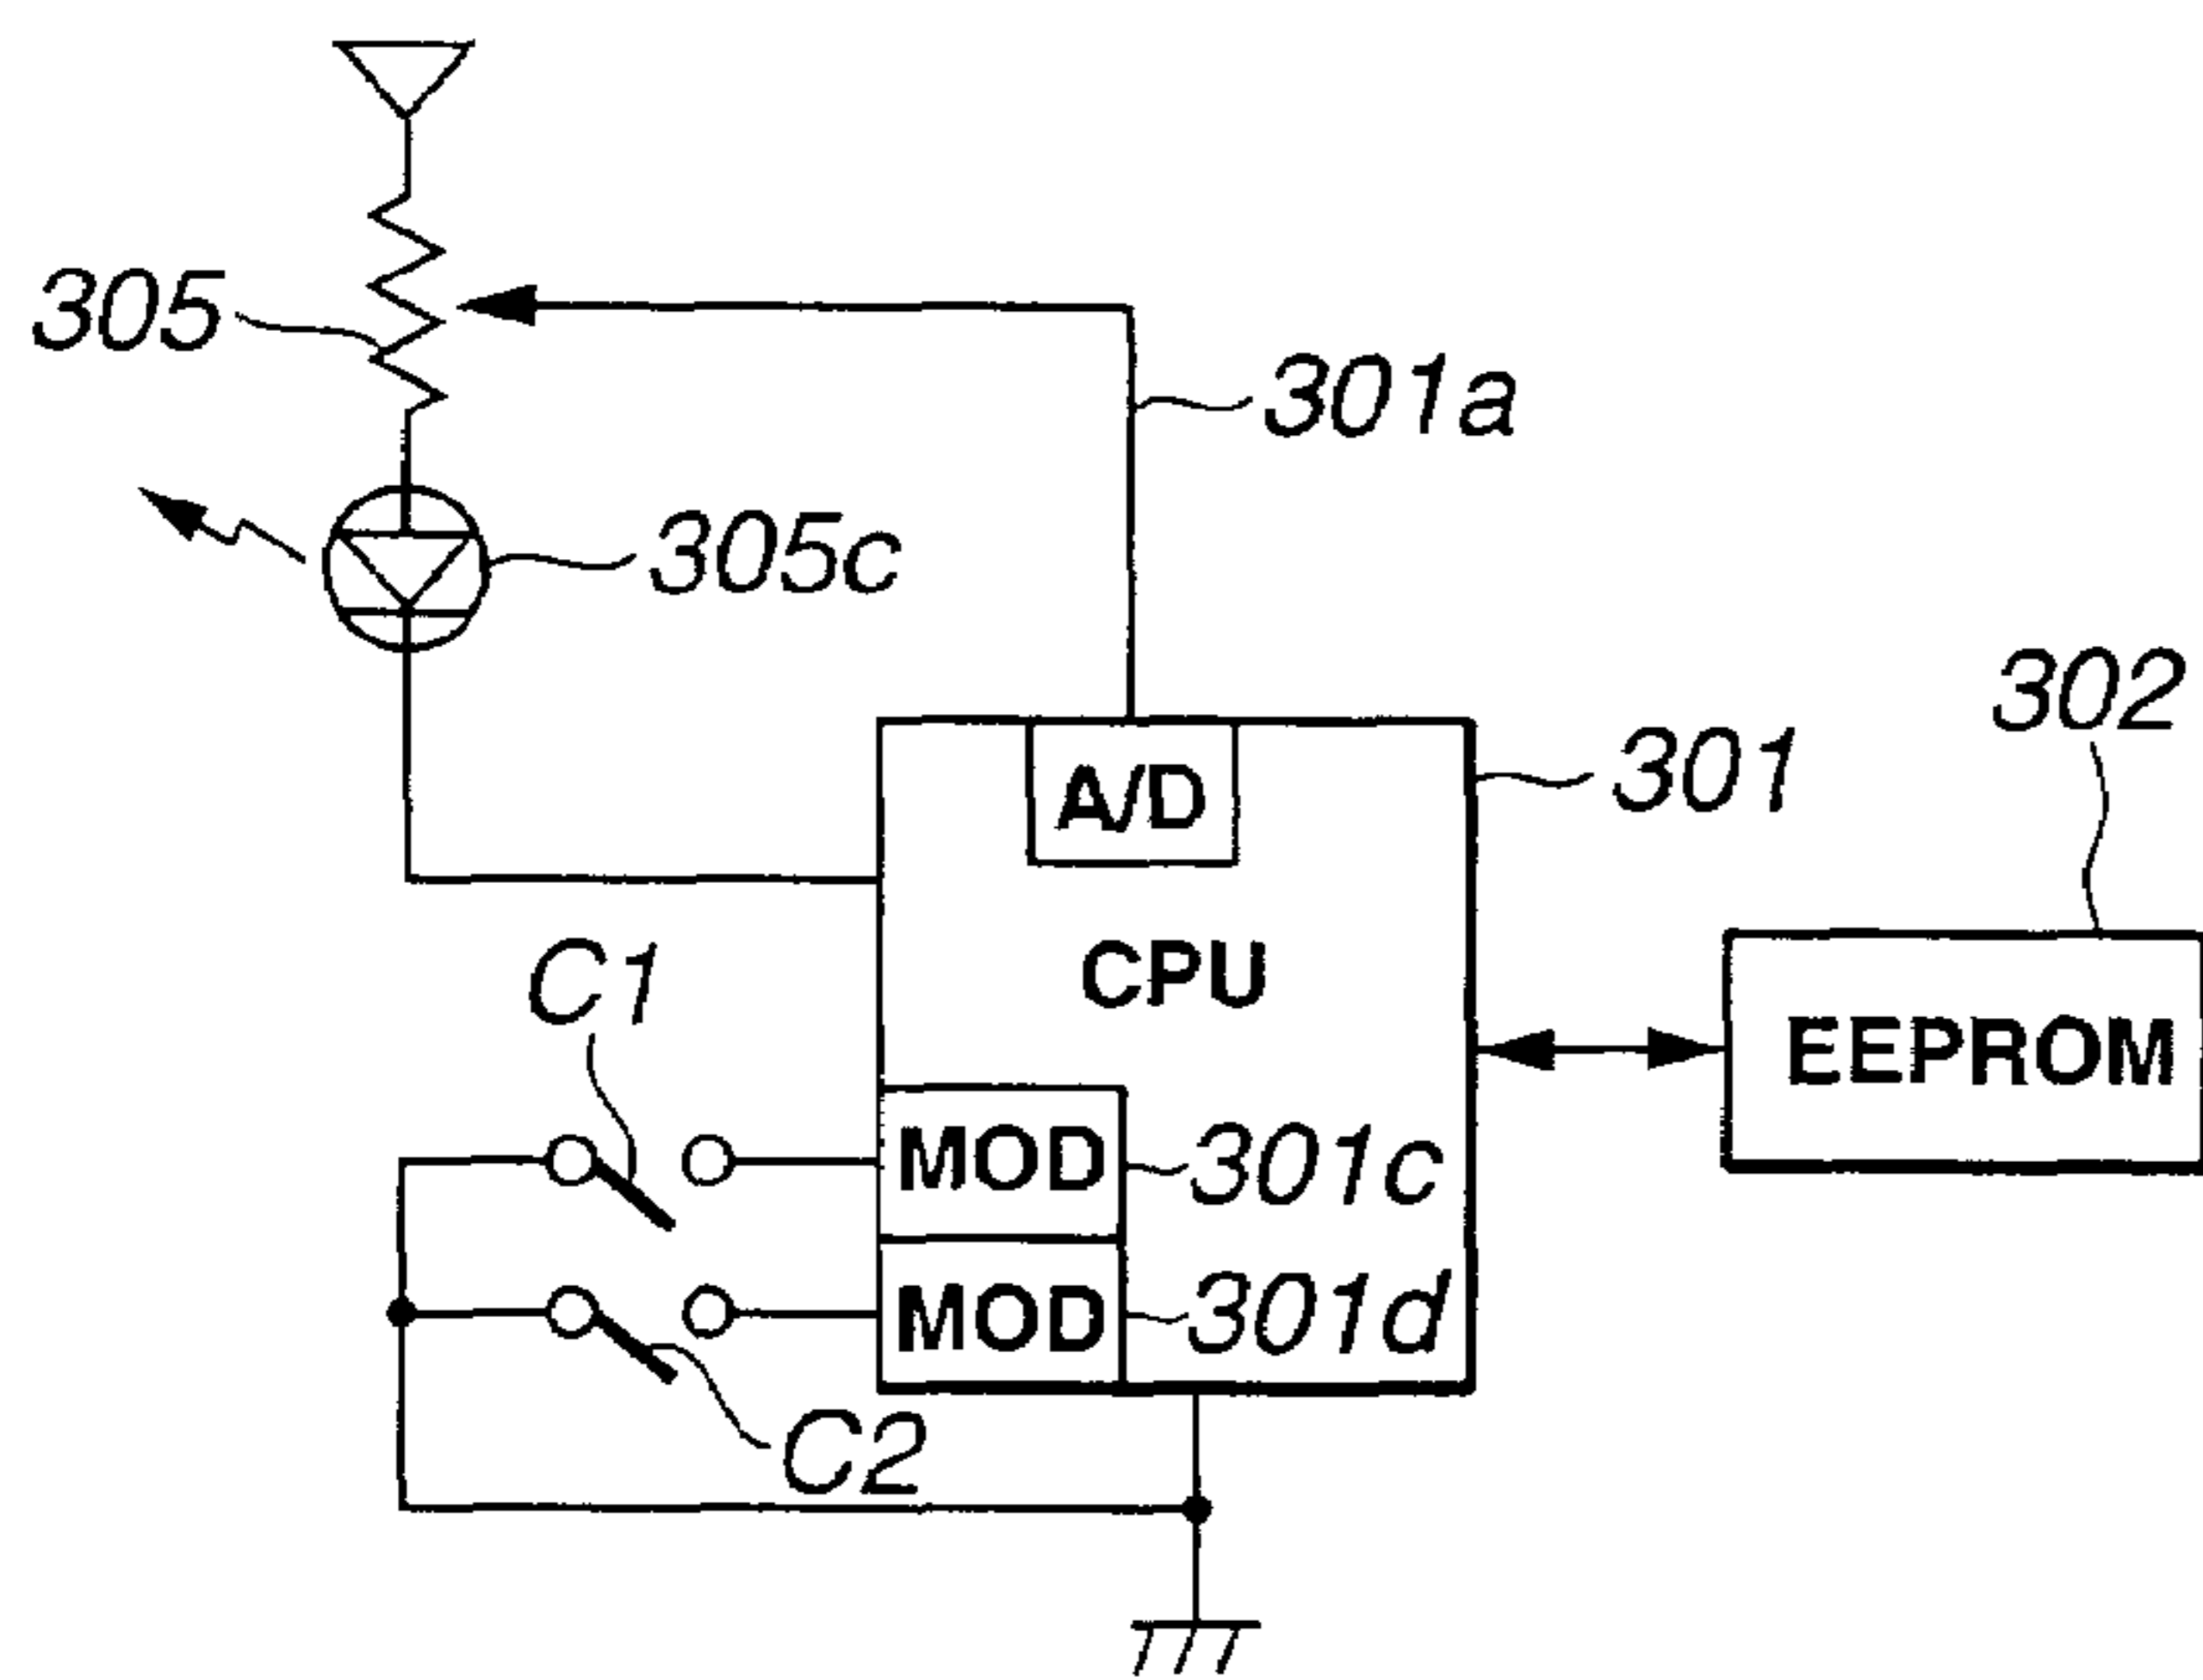 305
301a
305c
302
301
A/D
C1
CPU
EEPROM
MOD
301c
MOD
301d
C2